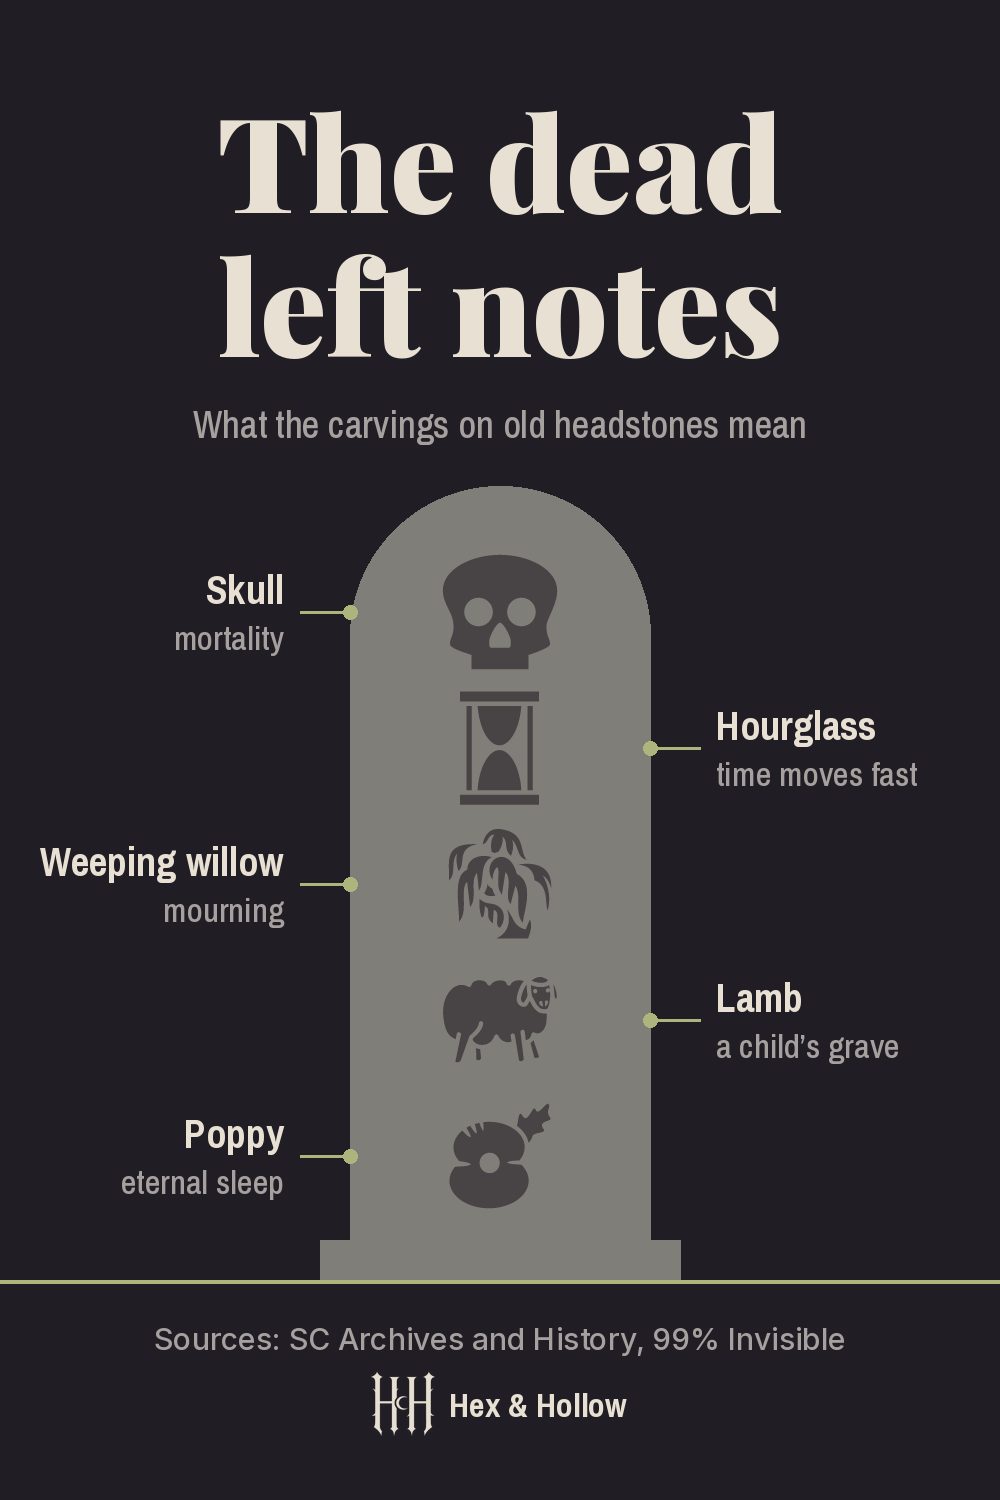 The dead
left notes
What the carvings on old headstones mean
Skull
mortality
Hourglass
time moves fast
Weeping willow
mourning
Lamb
a child’s grave
Poppy
eternal sleep
Sources: SC Archives and History, 99% Invisible
HH Hex & Hollow